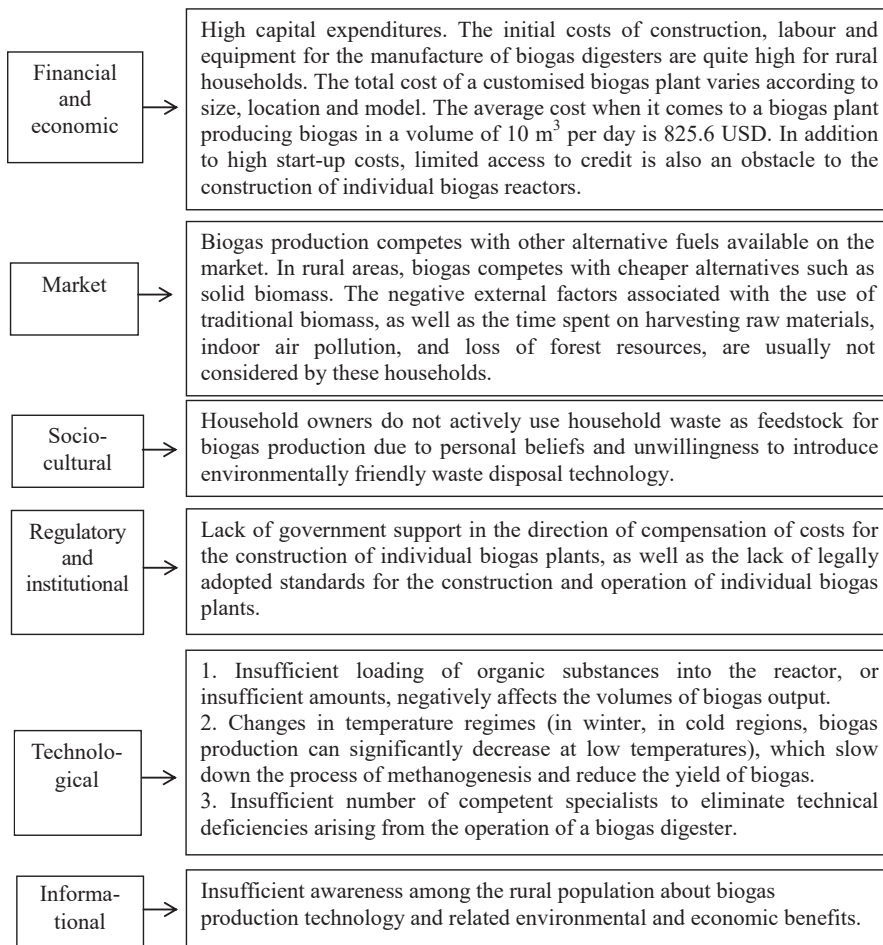 Financial
and
economic
High capital expenditures. The initial costs of construction, labour and
equipment for the manufacture of biogas digesters are quite high for rural
households. The total cost of a customised biogas plant varies according to
size, location and model. The average cost when it comes to a biogas plant
producing biogas in a volume of 10 m³ per day is 825.6 USD. In addition
to high start-up costs, limited access to credit is also an obstacle to the
construction of individual biogas reactors.
Market
Biogas production competes with other alternative fuels available on the
market. In rural areas, biogas competes with cheaper alternatives such as
solid biomass. The negative external factors associated with the use of
traditional biomass, as well as the time spent on harvesting raw materials,
indoor air pollution, and loss of forest resources, are usually not
considered by these households.
Socio-
cultural
Household owners do not actively use household waste as feedstock for
biogas production due to personal beliefs and unwillingness to introduce
environmentally friendly waste disposal technology.
Regulatory
and
institutional
Lack of government support in the direction of compensation of costs for
the construction of individual biogas plants, as well as the lack of legally
adopted standards for the construction and operation of individual biogas
plants.
Technolo-
gical
1. Insufficient loading of organic substances into the reactor, or
insufficient amounts, negatively affects the volumes of biogas output.
2. Changes in temperature regimes (in winter, in cold regions, biogas
production can significantly decrease at low temperatures), which slow
down the process of methanogenesis and reduce the yield of biogas.
3. Insufficient number of competent specialists to eliminate technical
deficiencies arising from the operation of a biogas digester.
Informa-
tional
Insufficient awareness among the rural population about biogas
production technology and related environmental and economic benefits.